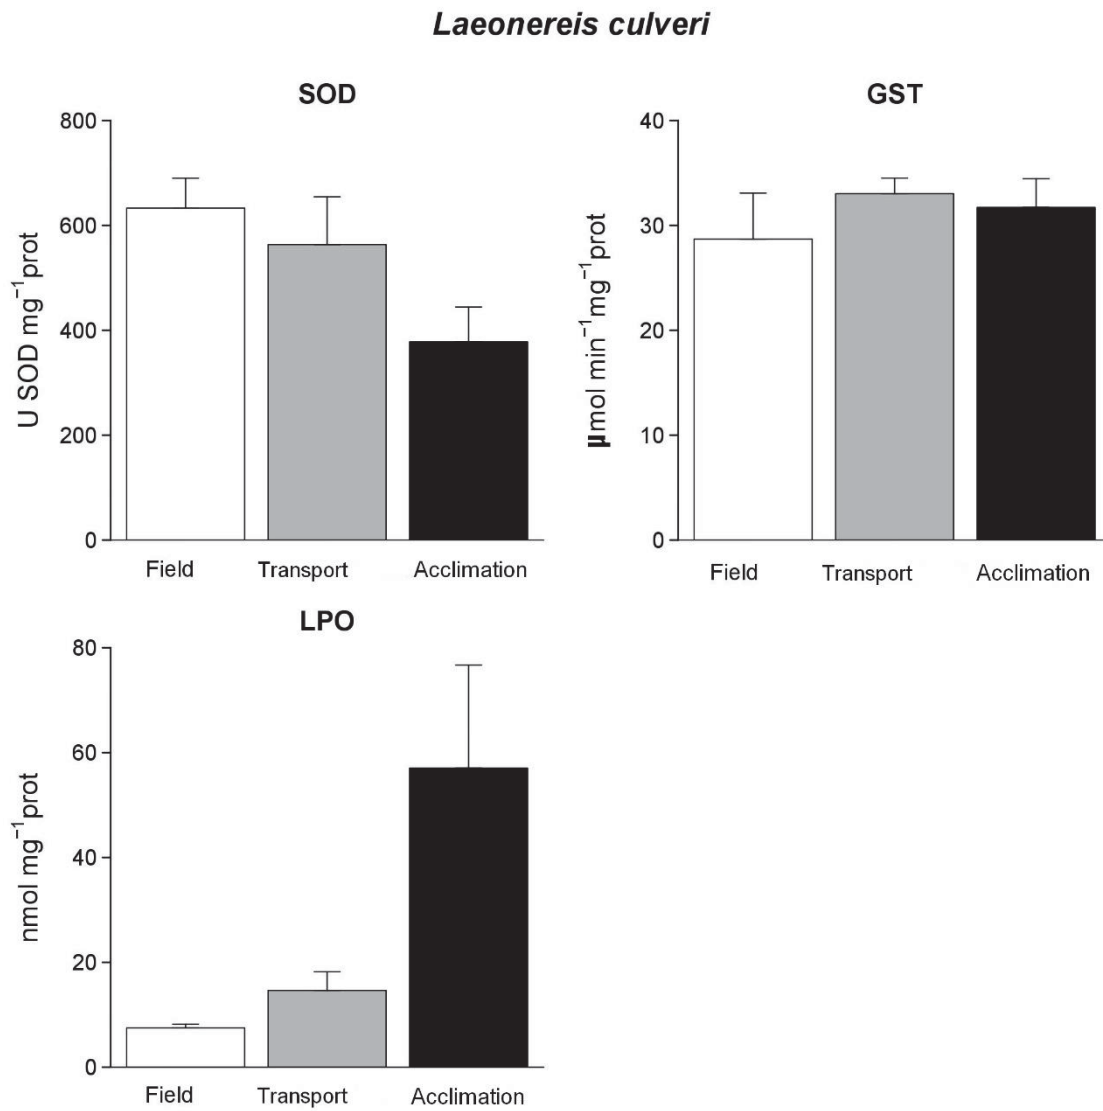 Laeonereis culveri
SOD
800
600
400
200
0
U SOD mg⁻¹prot
Field Transport Acclimation
GST
40
30
20
10
0
µmol min⁻¹mg⁻¹prot
Field Transport Acclimation
LPO
80
60
40
20
0
nmol mg⁻¹prot
Field Transport Acclimation